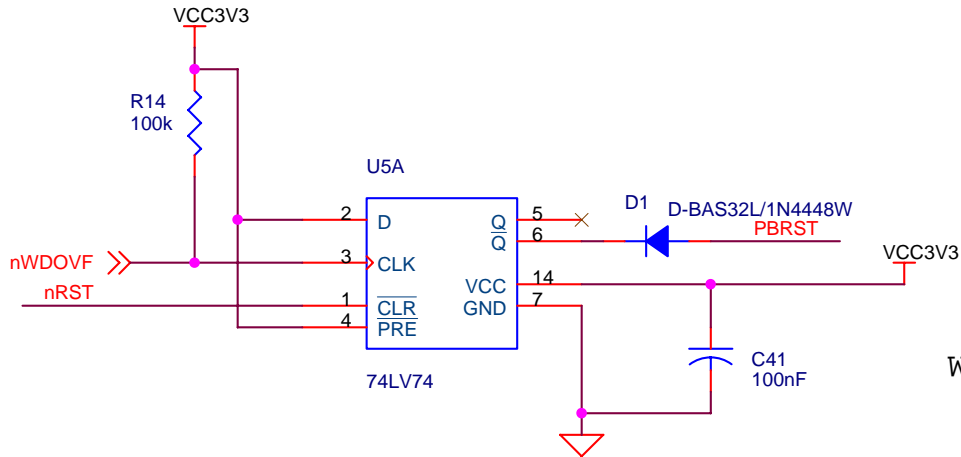 VCC3V3
R14
100k
U5A
2
D
Q
5
D1
D-BAS32L/1N4448W
Q
6
PBRST
nWDOVF
3
CLK
VCC3V3
nRST
1
CLR
VCC
14
4
PRE
GND
7
C41
100nF
74LV74